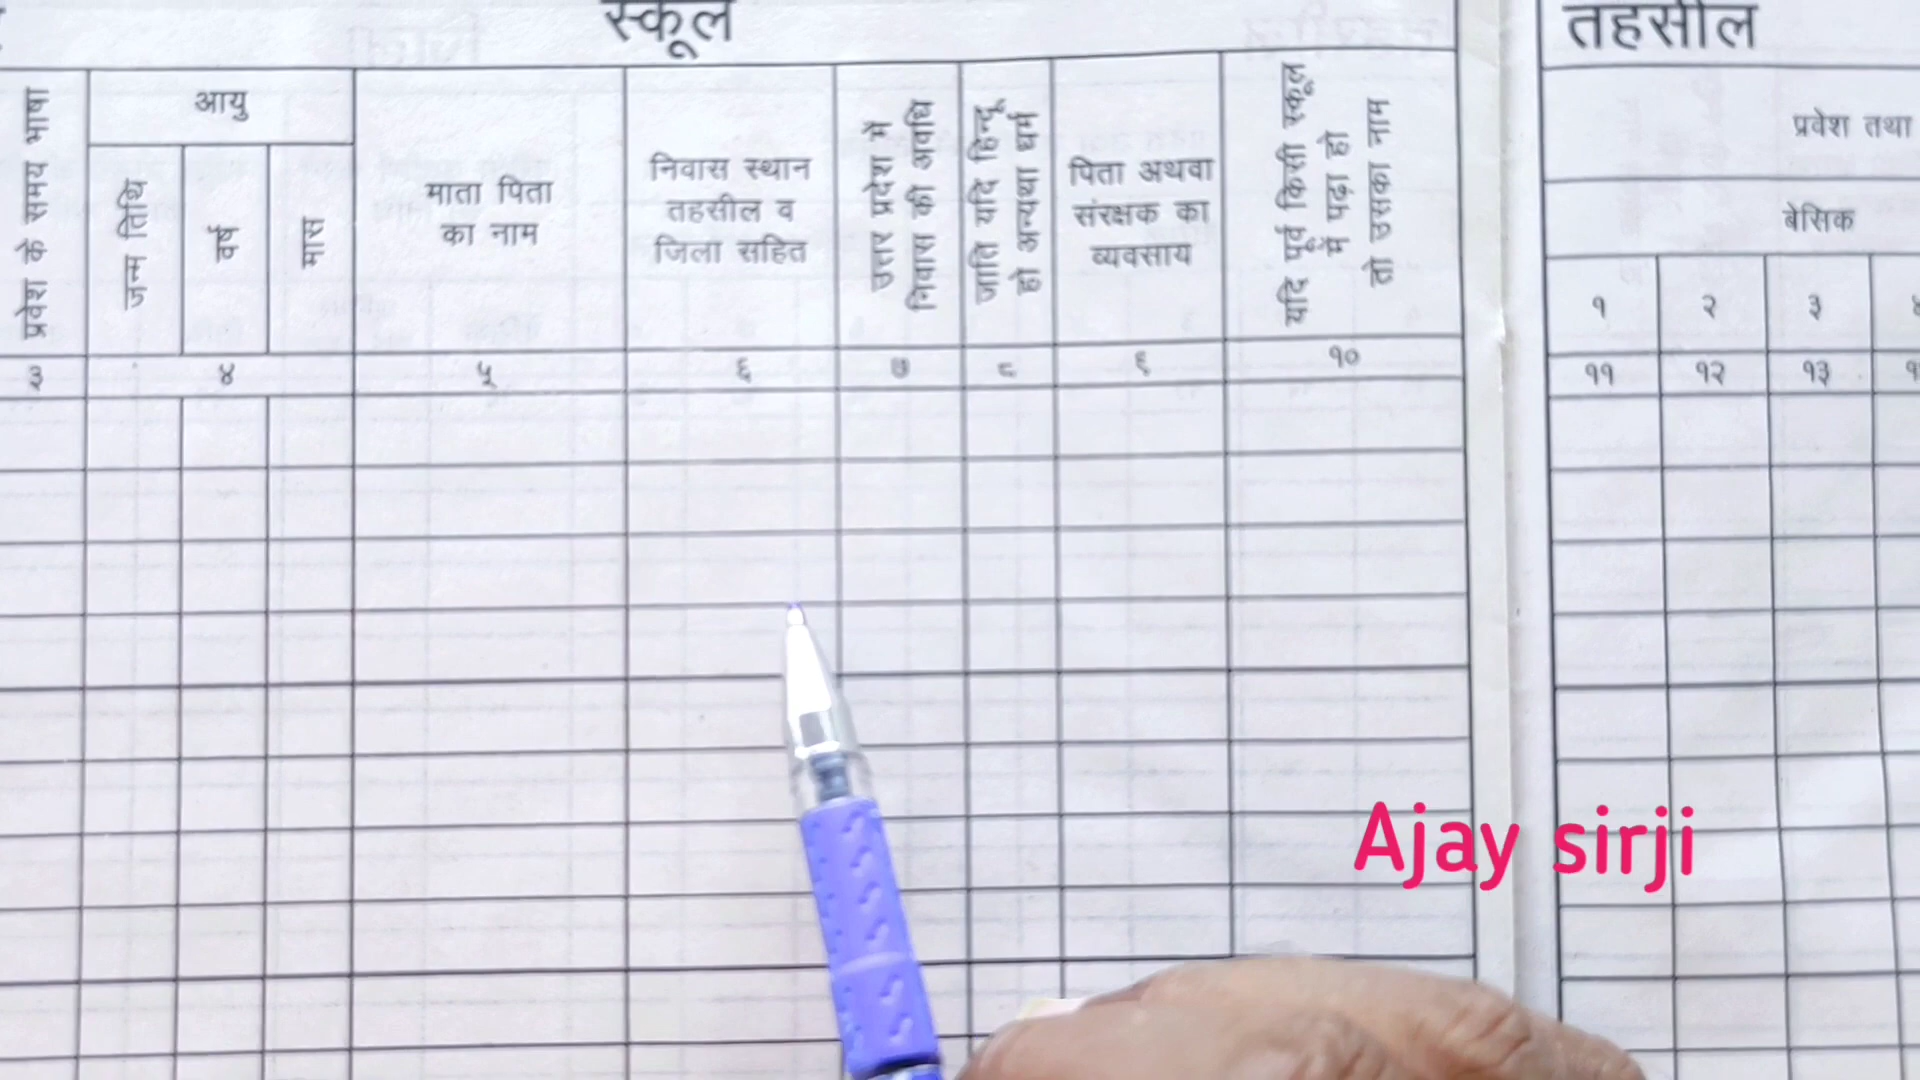 स्कूल
तहसील
प्रवेश के समय भाषा
आयु
जन्म तिथि
वर्ष
मास
माता पिता
का नाम
निवास स्थान
तहसील व
जिला सहित
उत्तर प्रदेश में
निवास की अवधि
जाति यदि हिन्दू
हो अन्यथा धर्म
पिता अथवा
संरक्षक का
व्यवसाय
यदि पूर्व किसी स्कूल
में पढ़ा हो
तो उसका नाम
प्रवेश तथा
बेसिक
१ २ ३
३ ४ ५ ६ ७ ८ ६ १०
११ १२ १३
Ajay sirji